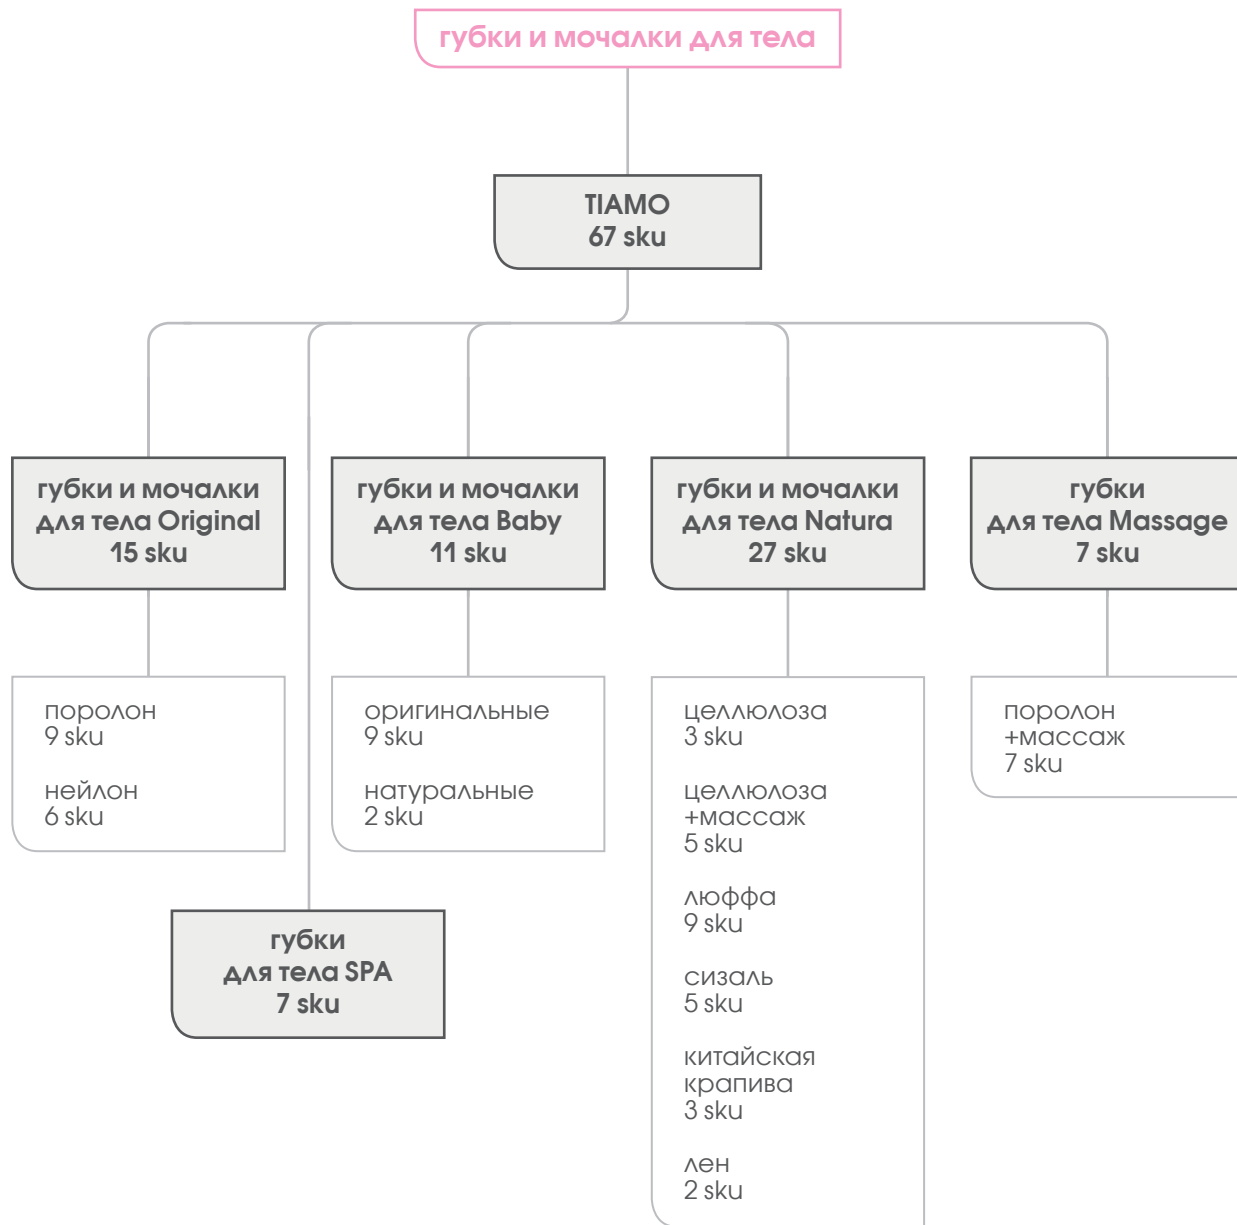 губки и мочалки для тела
TIAMO
67 sku
губки и мочалки
для тела Original
15 sku
губки и мочалки
для тела Baby
11 sku
губки и мочалки
для тела Natura
27 sku
губки
для тела Massage
7 sku
поролон
9 sku
нейлон
6 sku
оригинальные
9 sku
натуральные
2 sku
целлюлоза
3 sku
целлюлоза
+массаж
5 sku
люффа
9 sku
сизаль
5 sku
китайская
крапива
3 sku
лен
2 sku
поролон
+массаж
7 sku
губки
для тела SPA
7 sku